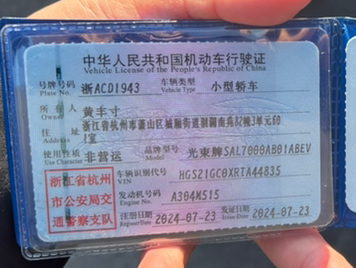 中华人民共和国机动车行驶证
Vehicle License of the People's Republic of China
号牌号码 浙ACD1943 车辆类型 小型轿车
Plate No. Vehicle Type
所有人 黄丰寸
Owner
住址 浙江省杭州市萧山区 3单元60
Address 1室
使用性质 非营运 品牌型号 光束牌SAL7000AB01ABEV
Use Character Model
浙江省杭州 车辆识别代号 HGS21GC0XRTA44835
VIN
市公安局交 发动机号码 A304M515
Engine No.
通警察支队 注册日期 2024-07-23 发证日期 2024-07-23
Register Date Issue Date